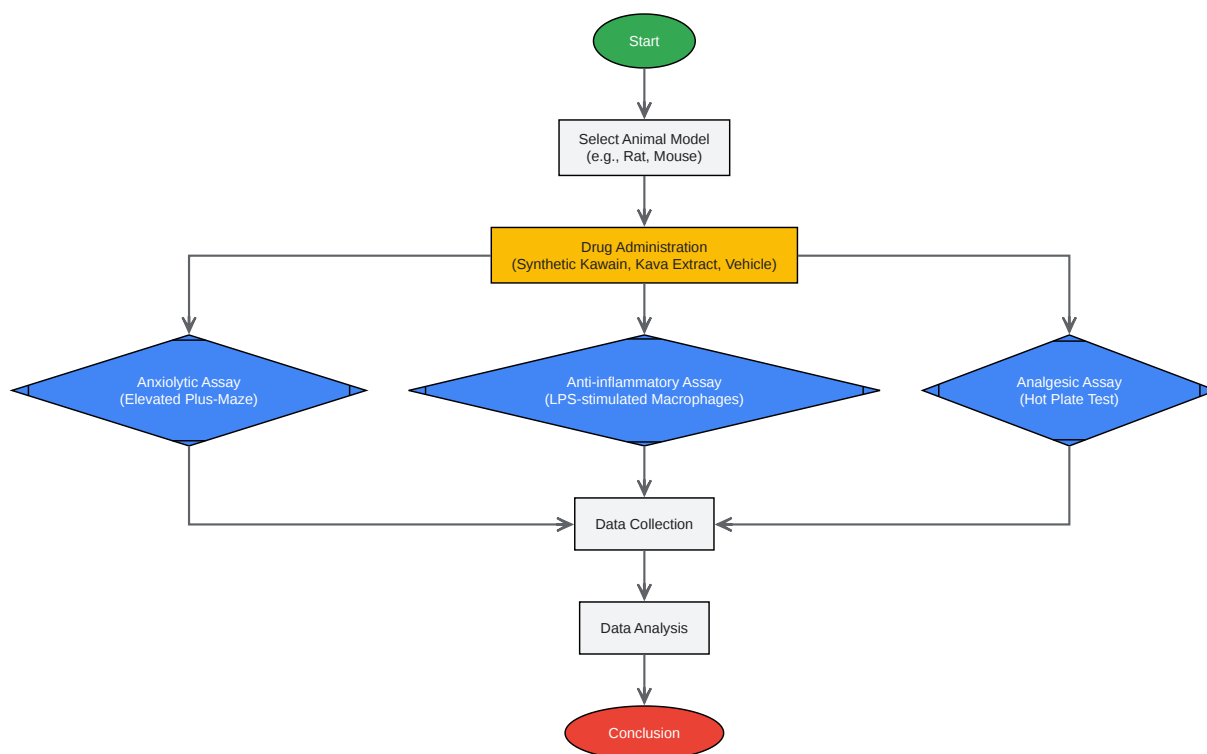 Start
Select Animal Model
(e.g., Rat, Mouse)
Drug Administration
(Synthetic Kawain, Kava Extract, Vehicle)
Anxiolytic Assay
(Elevated Plus-Maze)
Anti-inflammatory Assay
(LPS-stimulated Macrophages)
Analgesic Assay
(Hot Plate Test)
Data Collection
Data Analysis
Conclusion